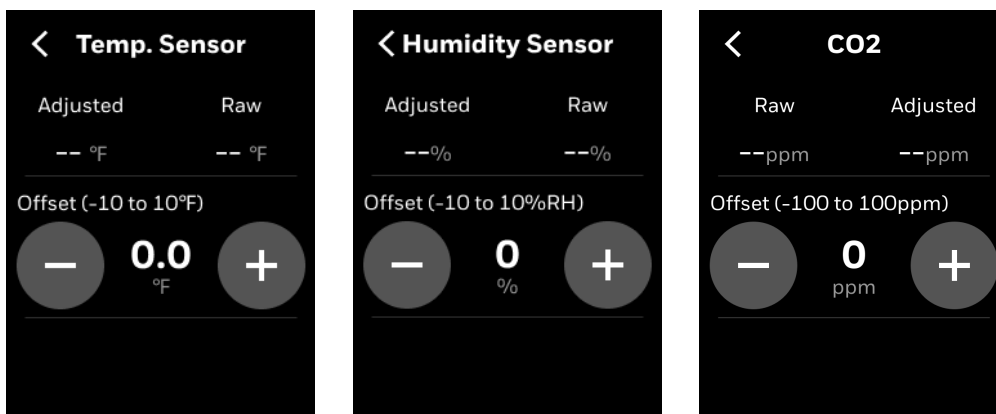 Temp. Sensor
Adjusted Raw
-- °F -- °F
Offset (-10 to 10°F)
− 0.0 +
°F
Humidity Sensor
Adjusted Raw
--% --%
Offset (-10 to 10%RH)
− 0 +
%
CO2
Raw Adjusted
--ppm --ppm
Offset (-100 to 100ppm)
− 0 +
ppm